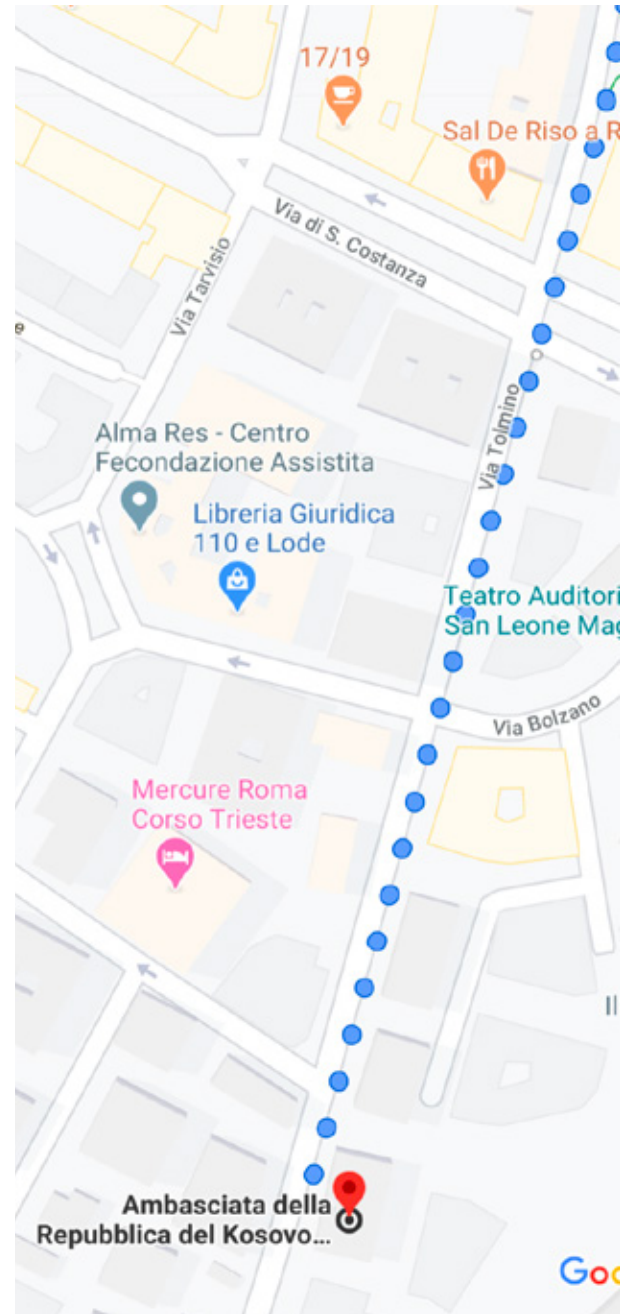 17/19
Sal De Riso a R
Via di S. Costanza
Via Tarvisio
e
Via Tolmino
Alma Res - Centro
Fecondazione Assistita
Libreria Giuridica
110 e Lode
Teatro Auditori
San Leone Mag
Via Bolzano
Mercure Roma
Corso Trieste
Il
Ambasciata della
Repubblica del Kosovo...
Goo